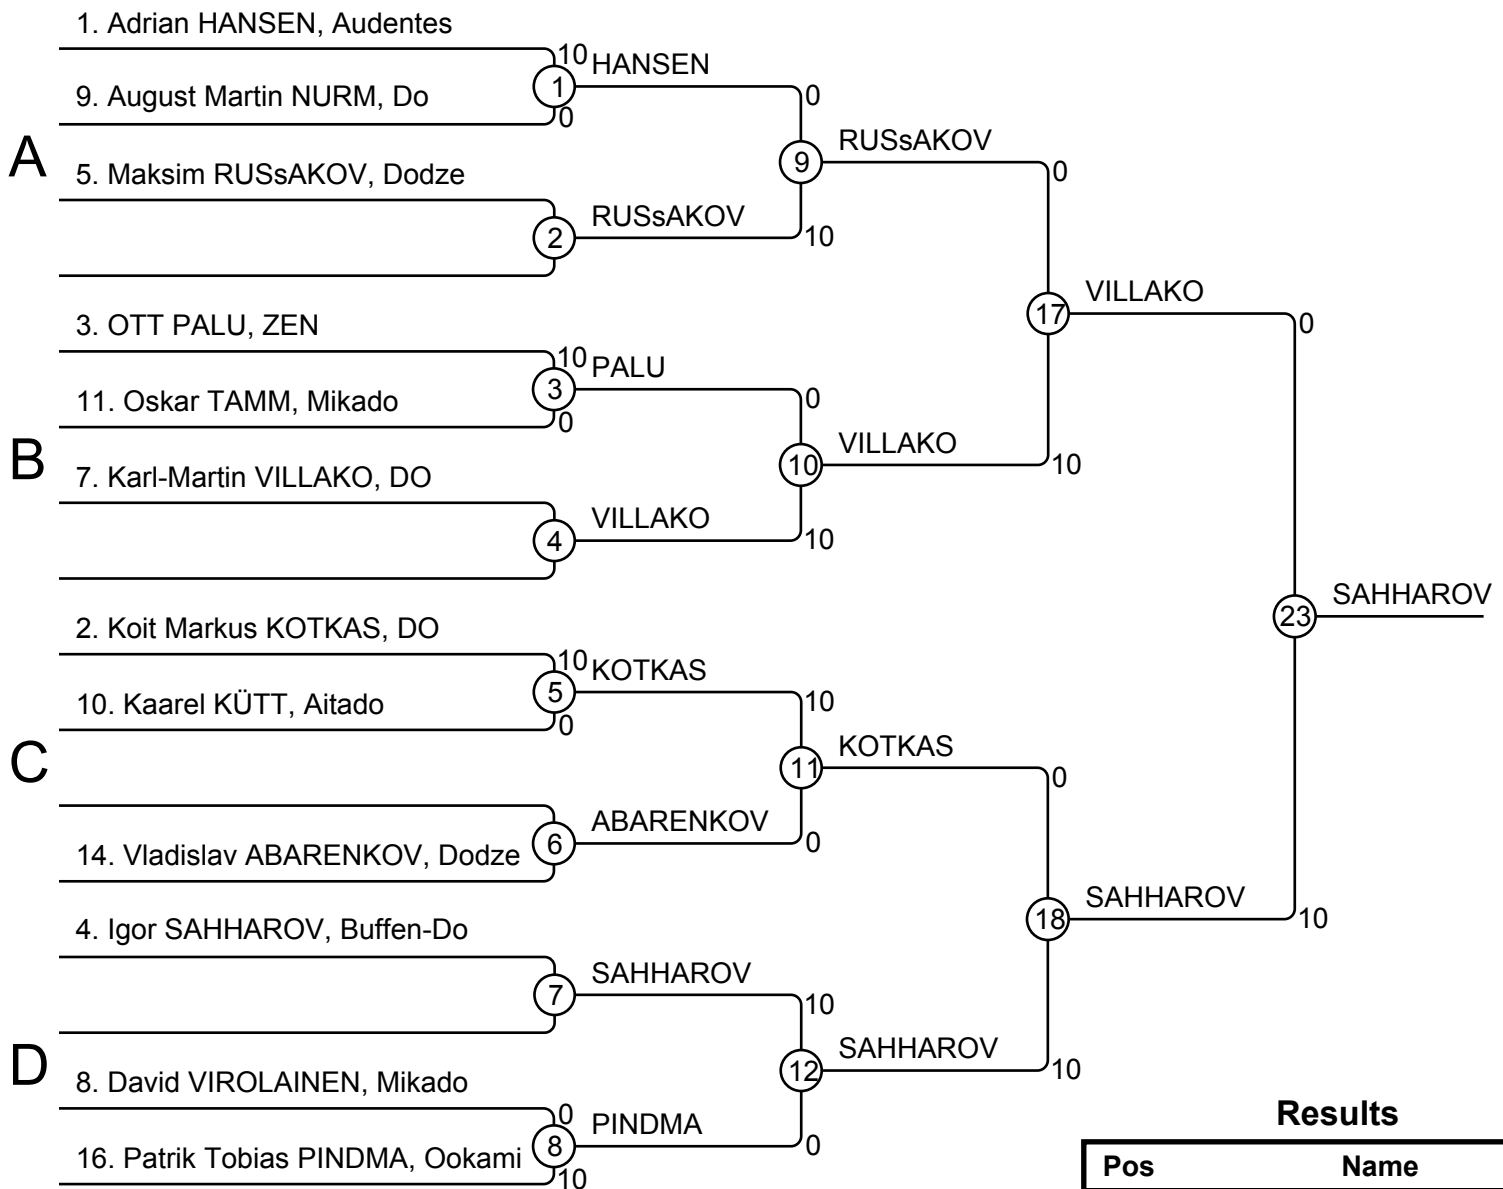 1. Adrian HANSEN, Audentes
10
HANSEN
1
9. August Martin NURM, Do
0
0
A
RUSsAKOV
9
0
5. Maksim RUSsAKOV, Dodze
RUSsAKOV
2
10
VILLAKO
17
0
3. OTT PALU, ZEN
10
PALU
3
0
11. Oskar TAMM, Mikado
0
B
VILLAKO
10
10
7. Karl-Martin VILLAKO, DO
VILLAKO
4
10
SAHHAROV
23
2. Koit Markus KOTKAS, DO
10
KOTKAS
5
10
10. Kaarel KÜTT, Aitado
0
C
KOTKAS
11
0
ABARENKOV
6
0
14. Vladislav ABARENKOV, Dodze
SAHHAROV
18
10
4. Igor SAHHAROV, Buffen-Do
SAHHAROV
7
10
D
SAHHAROV
12
10
8. David VIROLAINEN, Mikado
0
PINDMA
8
0
16. Patrik Tobias PINDMA, Ookami
10
Results
Pos Name